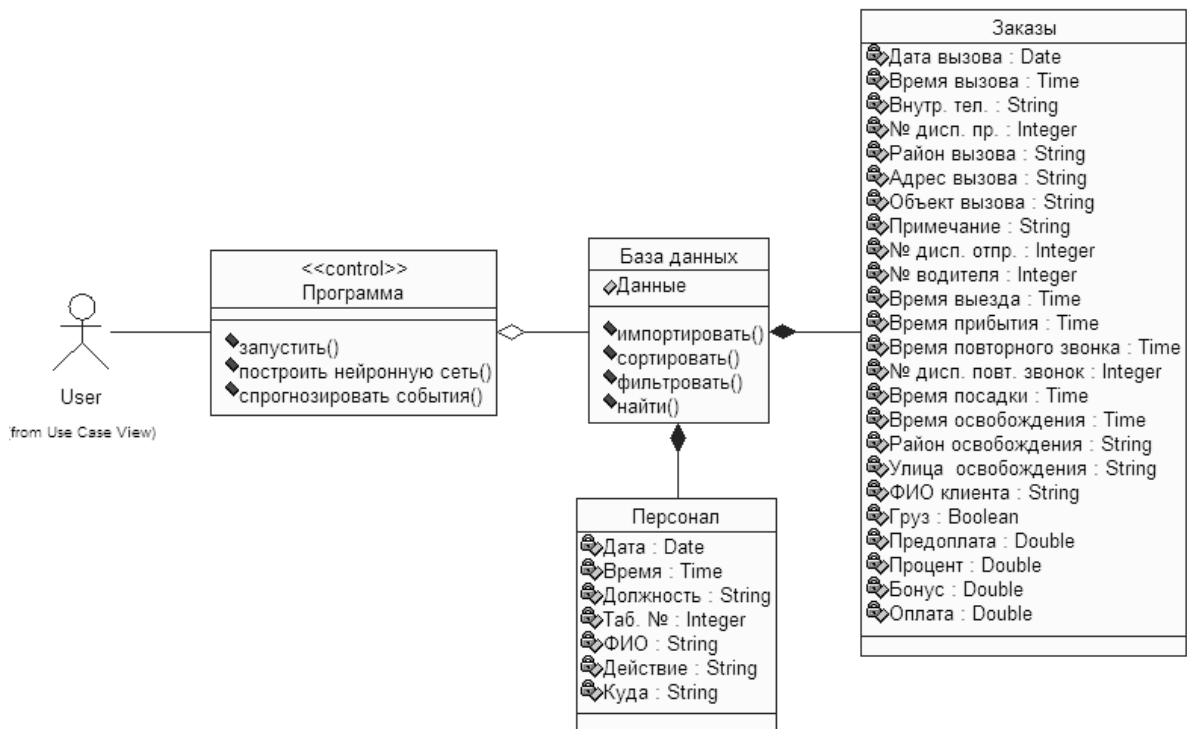 User
(from Use Case View)
<<control>>
Программа
запустить()
построить нейронную сеть()
спрогнозировать события()
База данных
Данные
импортировать()
сортировать()
фильтровать()
найти()
Персонал
Дата : Date
Время : Time
Должность : String
Таб. № : Integer
ФИО : String
Действие : String
Куда : String
Заказы
Дата вызова : Date
Время вызова : Time
Внутр. тел. : String
№ дисп. пр. : Integer
Район вызова : String
Адрес вызова : String
Объект вызова : String
Примечание : String
№ дисп. отпр. : Integer
№ водителя : Integer
Время выезда : Time
Время прибытия : Time
Время повторного звонка : Time
№ дисп. повт. звонок : Integer
Время посадки : Time
Время освобождения : Time
Район освобождения : String
Улица освобождения : String
ФИО клиента : String
Груз : Boolean
Предоплата : Double
Процент : Double
Бонус : Double
Оплата : Double